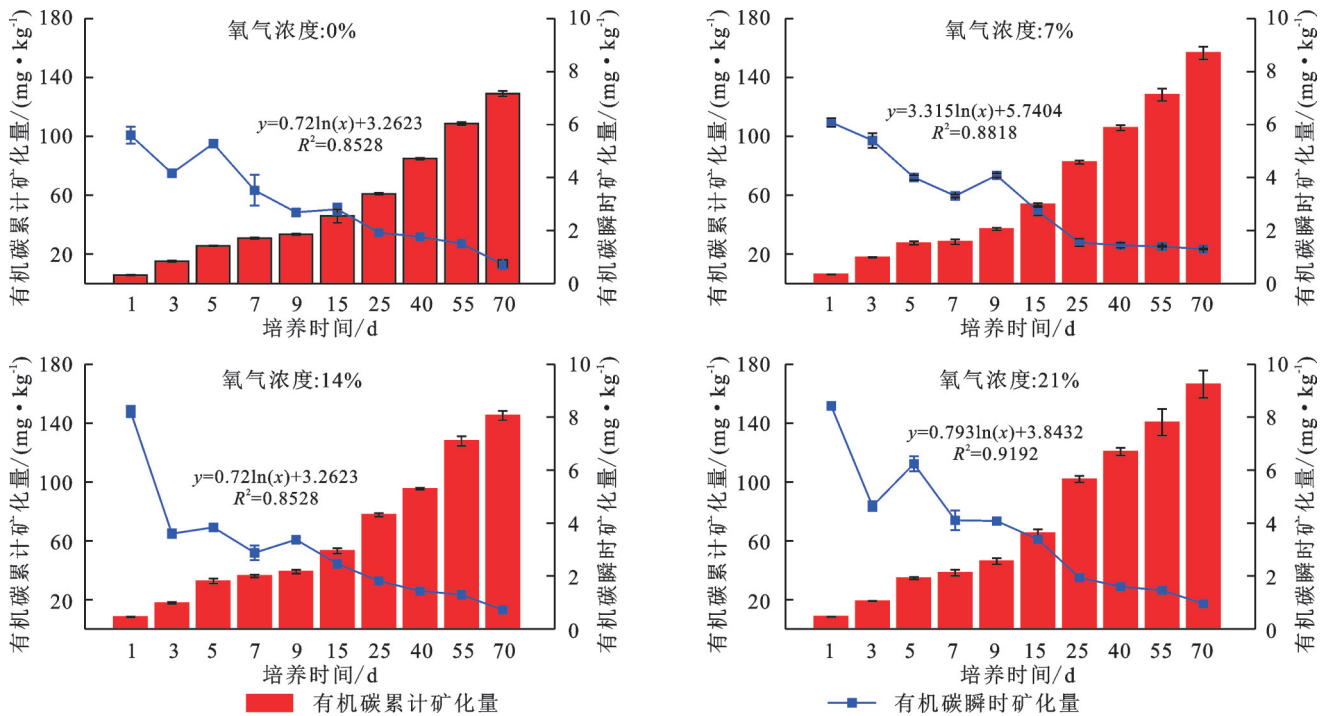 氧气浓度:0%
y=0.72ln(x)+3.2623
R²=0.8528
有机碳累计矿化量/(mg·kg⁻¹)
180
140
100
60
20
有机碳瞬时矿化量/(mg·kg⁻¹)
10
8
6
4
2
0
1 3 5 7 9 15 25 40 55 70
培养时间/d
氧气浓度:7%
y=3.315ln(x)+5.7404
R²=0.8818
有机碳累计矿化量/(mg·kg⁻¹)
180
140
100
60
20
有机碳瞬时矿化量/(mg·kg⁻¹)
10
8
6
4
2
0
1 3 5 7 9 15 25 40 55 70
培养时间/d
氧气浓度:14%
y=0.72ln(x)+3.2623
R²=0.8528
有机碳累计矿化量/(mg·kg⁻¹)
180
140
100
60
20
有机碳瞬时矿化量/(mg·kg⁻¹)
10
8
6
4
2
0
1 3 5 7 9 15 25 40 55 70
培养时间/d
氧气浓度:21%
y=0.793ln(x)+3.8432
R²=0.9192
有机碳累计矿化量/(mg·kg⁻¹)
180
140
100
60
20
有机碳瞬时矿化量/(mg·kg⁻¹)
10
8
6
4
2
0
1 3 5 7 9 15 25 40 55 70
培养时间/d
有机碳累计矿化量
有机碳瞬时矿化量